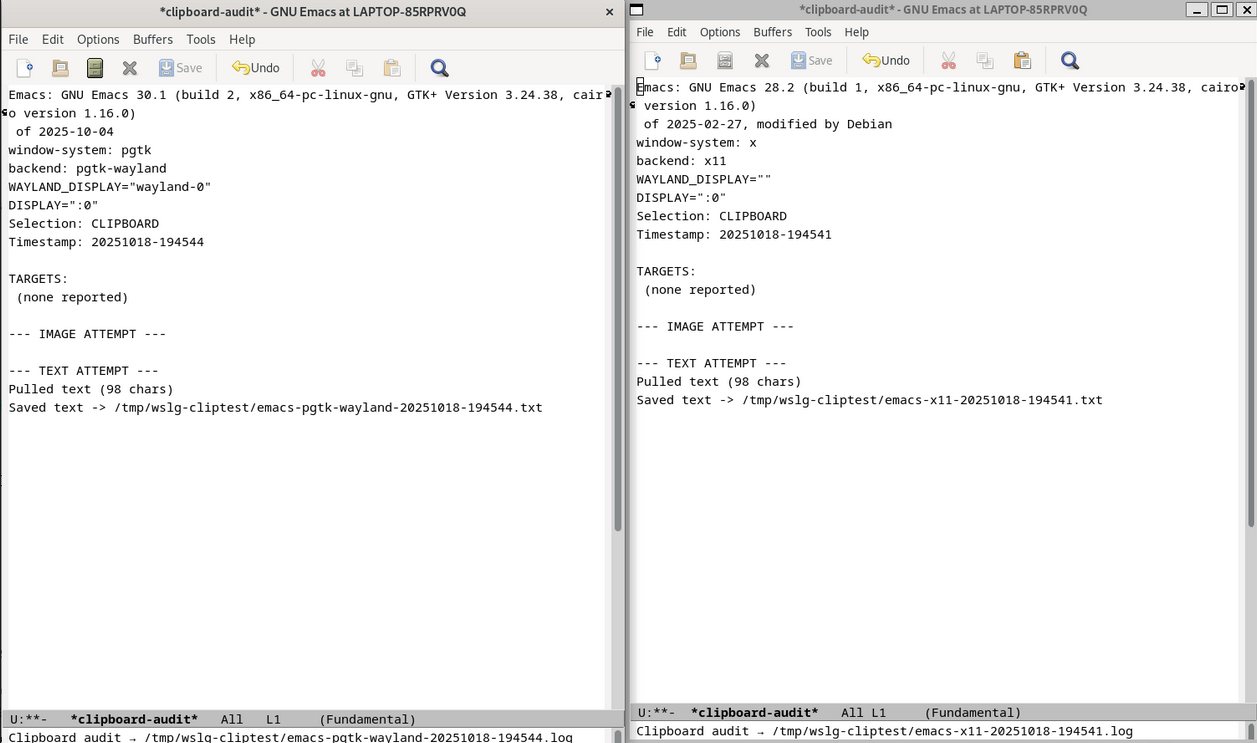 *clipboard-audit* - GNU Emacs at LAPTOP-85RPRV0Q
File Edit Options Buffers Tools Help
Save Undo
Emacs: GNU Emacs 30.1 (build 2, x86_64-pc-linux-gnu, GTK+ Version 3.24.38, cair
o version 1.16.0)
 of 2025-10-04
window-system: pgtk
backend: pgtk-wayland
WAYLAND_DISPLAY="wayland-0"
DISPLAY=":0"
Selection: CLIPBOARD
Timestamp: 20251018-194544
TARGETS:
 (none reported)
--- IMAGE ATTEMPT ---
--- TEXT ATTEMPT ---
Pulled text (98 chars)
Saved text -> /tmp/wslg-cliptest/emacs-pgtk-wayland-20251018-194544.txt
U:**- *clipboard-audit* All L1 (Fundamental)
Clipboard audit → /tmp/wslg-cliptest/emacs-pgtk-wayland-20251018-194544.log
*clipboard-audit* - GNU Emacs at LAPTOP-85RPRV0Q
File Edit Options Buffers Tools Help
Save Undo
Emacs: GNU Emacs 28.2 (build 1, x86_64-pc-linux-gnu, GTK+ Version 3.24.38, cairo
 version 1.16.0)
 of 2025-02-27, modified by Debian
window-system: x
backend: x11
WAYLAND_DISPLAY=""
DISPLAY=":0"
Selection: CLIPBOARD
Timestamp: 20251018-194541
TARGETS:
 (none reported)
--- IMAGE ATTEMPT ---
--- TEXT ATTEMPT ---
Pulled text (98 chars)
Saved text -> /tmp/wslg-cliptest/emacs-x11-20251018-194541.txt
U:**- *clipboard-audit* All L1 (Fundamental)
Clipboard audit → /tmp/wslg-cliptest/emacs-x11-20251018-194541.log